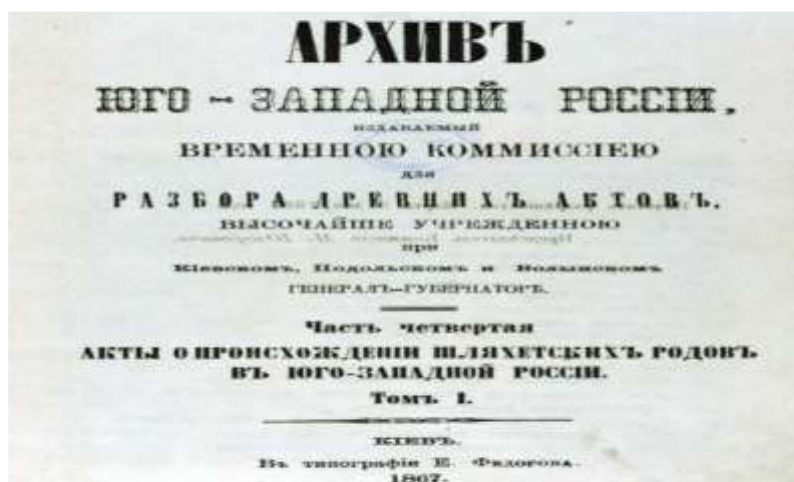 АРХИВЪ
ЮГО-ЗАПАДНОЙ РОССІИ,
ИЗДАВАЕМЫЙ
ВРЕМЕННОЮ КОММИССІЕЮ
для
РАЗБОРА ДРЕВНИХЪ АКТОВЪ,
ВЫСОЧАЙШЕ УЧРЕЖДЕННОЮ
при
Кіевскомъ, Подольскомъ и Волынскомъ
ГЕНЕРАЛЪ-ГУБЕРНАТОРѢ.
Часть четвертая
АКТЫ О ПРОИСХОЖДЕНІИ ШЛЯХЕТСКИХЪ РОДОВЪ
ВЪ ЮГО-ЗАПАДНОЙ РОССІИ.
Томъ I.
КІЕВЪ.
Въ типографіи Е. Федорова.
1867.